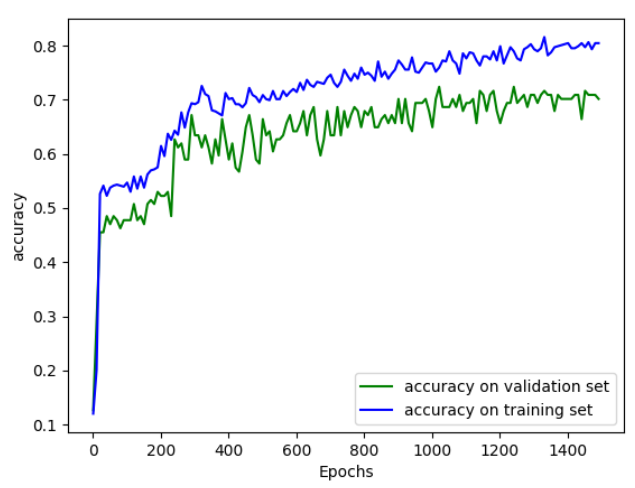 0.8
0.7
0.6
0.5
0.4
0.3
0.2
0.1
accuracy
accuracy on validation set
accuracy on training set
0 200 400 600 800 1000 1200 1400
Epochs